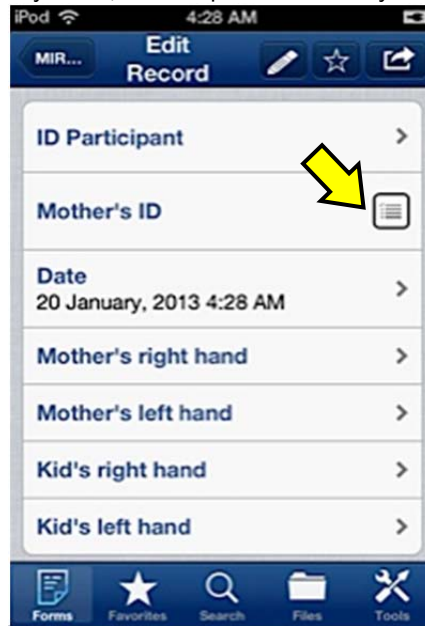 iPod 4:28 AM
MIR...
Edit
Record
ID Participant
Mother's ID
Date
20 January, 2013 4:28 AM
Mother's right hand
Mother's left hand
Kid's right hand
Kid's left hand
Forms Favorites Search Files Tools